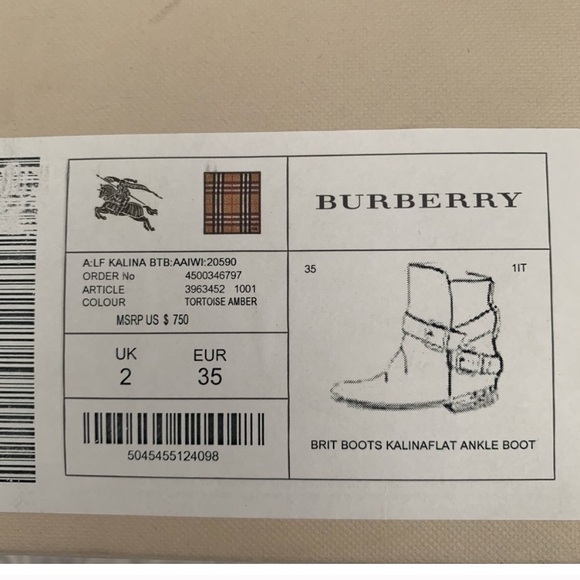 BURBERRY
A:LF KALINA BTB:AAIWI:20590
ORDER No 4500346797
ARTICLE 3963452 1001
COLOUR TORTOISE AMBER
MSRP US $ 750
UK EUR
2 35
5045455124098
35 1IT
BRIT BOOTS KALINAFLAT ANKLE BOOT